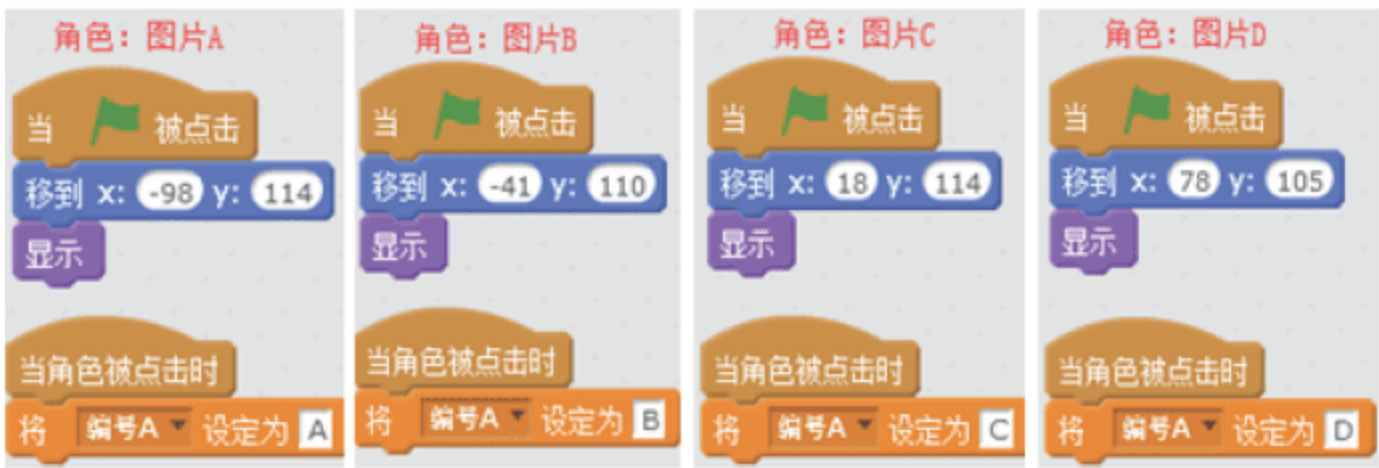 角色：图片A
当 被点击
移到 x: -98 y: 114
显示
当角色被点击时
将 编号A 设定为 A
角色：图片B
当 被点击
移到 x: -41 y: 110
显示
当角色被点击时
将 编号A 设定为 B
角色：图片C
当 被点击
移到 x: 18 y: 114
显示
当角色被点击时
将 编号A 设定为 C
角色：图片D
当 被点击
移到 x: 78 y: 105
显示
当角色被点击时
将 编号A 设定为 D